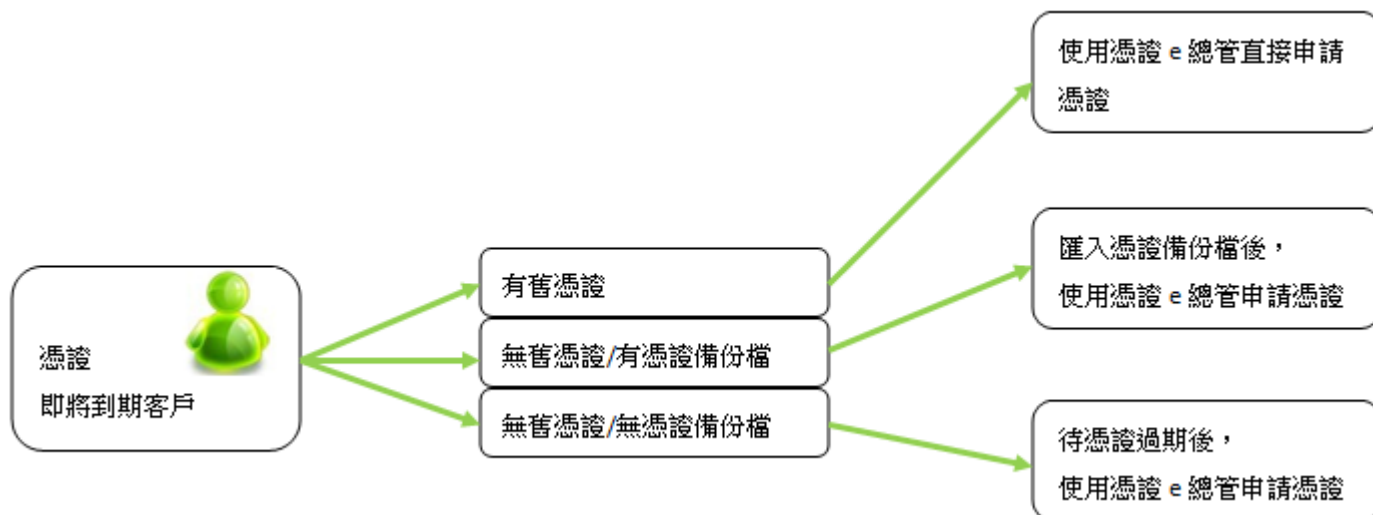 使用憑證 e 總管直接申請
憑證
匯入憑證備份檔後，
使用憑證 e 總管申請憑證
有舊憑證
無舊憑證/有憑證備份檔
無舊憑證/無憑證備份檔
憑證
即將到期客戶
待憑證過期後，
使用憑證 e 總管申請憑證